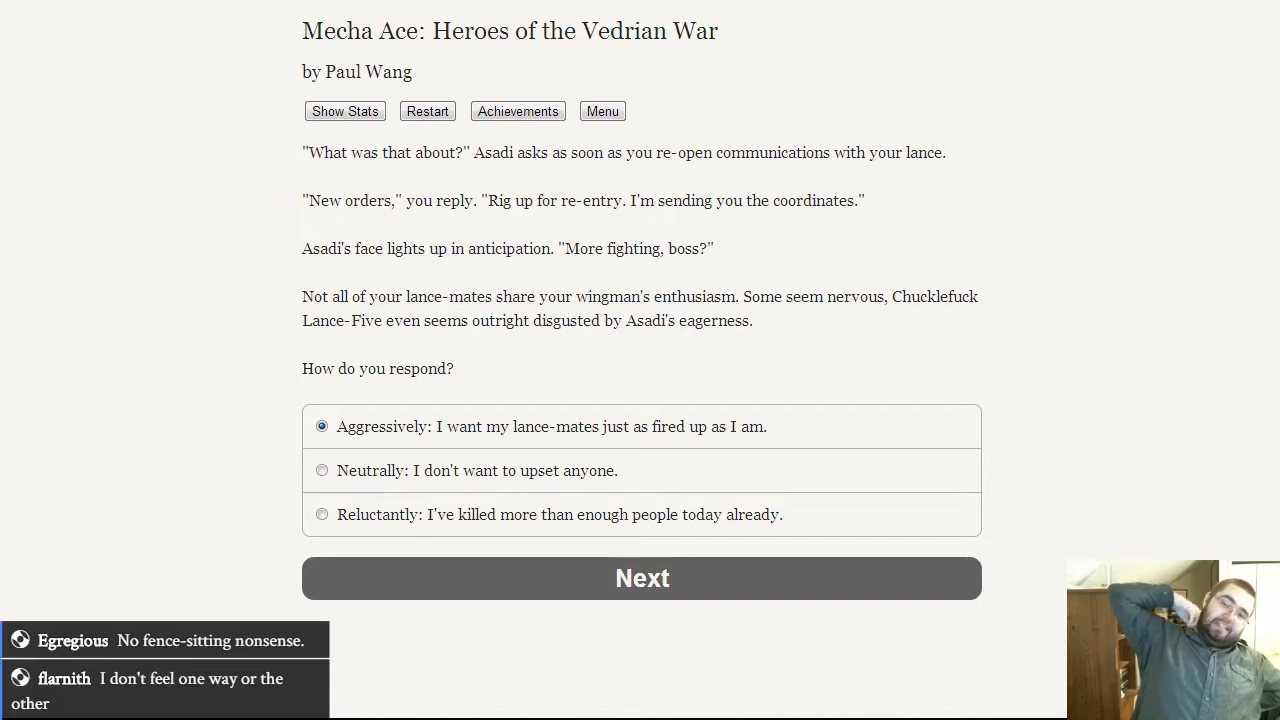 Mecha Ace: Heroes of the Vedrian War
by Paul Wang
Show Stats Restart Achievements Menu
"What was that about?" Asadi asks as soon as you re-open communications with your lance.
"New orders," you reply. "Rig up for re-entry. I'm sending you the coordinates."
Asadi's face lights up in anticipation. "More fighting, boss?"
Not all of your lance-mates share your wingman's enthusiasm. Some seem nervous, Chucklefuck
Lance-Five even seems outright disgusted by Asadi's eagerness.
How do you respond?
Aggressively: I want my lance-mates just as fired up as I am.
Neutrally: I don't want to upset anyone.
Reluctantly: I've killed more than enough people today already.
Next
Egregious No fence-sitting nonsense.
flarnith I don't feel one way or the
other